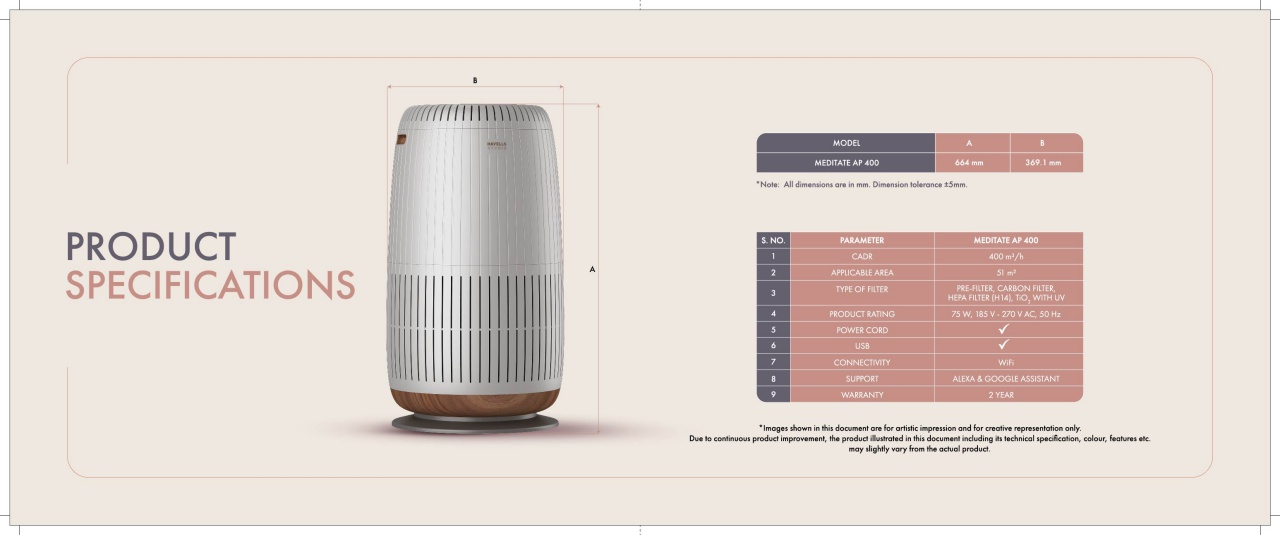 PRODUCT
SPECIFICATIONS
B
HAVELLS
STUDIO
A
MODEL A B
MEDITATE AP 400 664 mm 369.1 mm
*Note: All dimensions are in mm. Dimension tolerance ±5mm.
S. NO. PARAMETER MEDITATE AP 400
1 CADR 400 m³/h
2 APPLICABLE AREA 51 m²
3 TYPE OF FILTER PRE-FILTER, CARBON FILTER,
HEPA FILTER (H14), TiO₂ WITH UV
4 PRODUCT RATING 75 W, 185 V - 270 V AC, 50 Hz
5 POWER CORD ✓
6 USB ✓
7 CONNECTIVITY WiFi
8 SUPPORT ALEXA & GOOGLE ASSISTANT
9 WARRANTY 2 YEAR
*Images shown in this document are for artistic impression and for creative representation only.
Due to continuous product improvement, the product illustrated in this document including its technical specification, colour, features etc.
may slightly vary from the actual product.